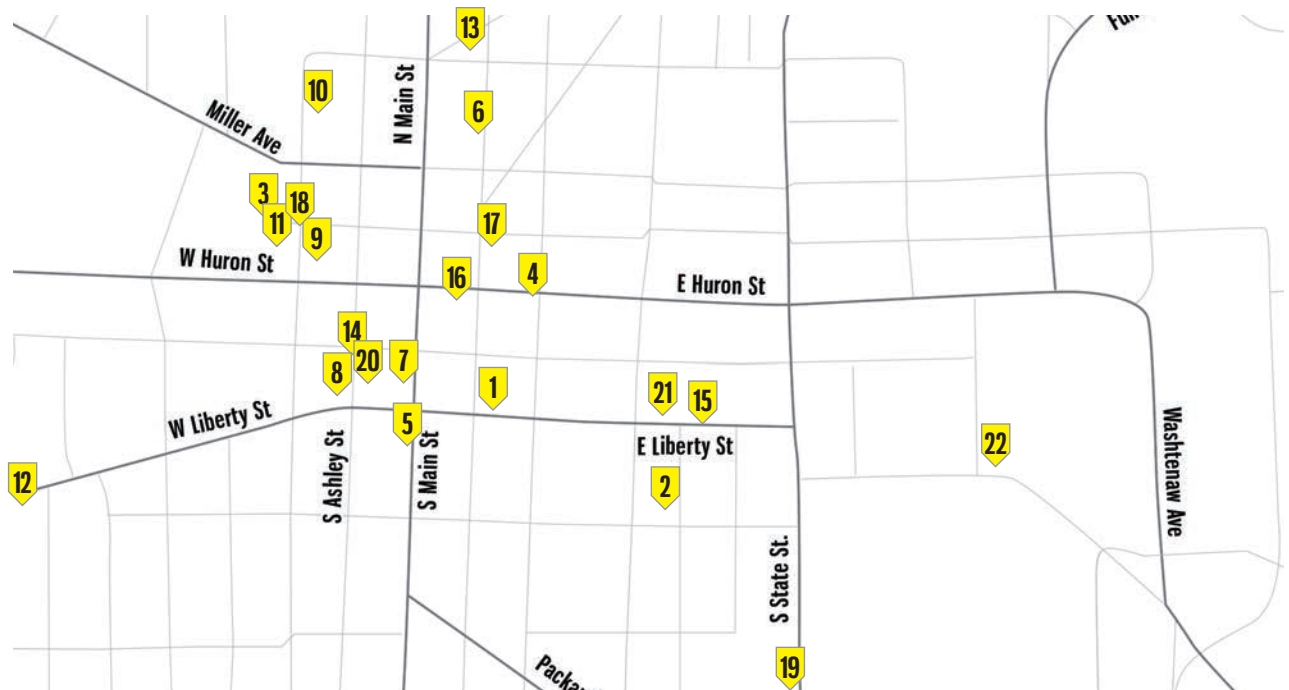 13
10
6
N Main St
Miller Ave
3
18
11
9
17
W Huron St
16
4
E Huron St
14
20
7
8
1
21
15
W Liberty St
5
E Liberty St
S Ashley St
S Main St
12
2
22
Washtenaw Ave
S State St.
19